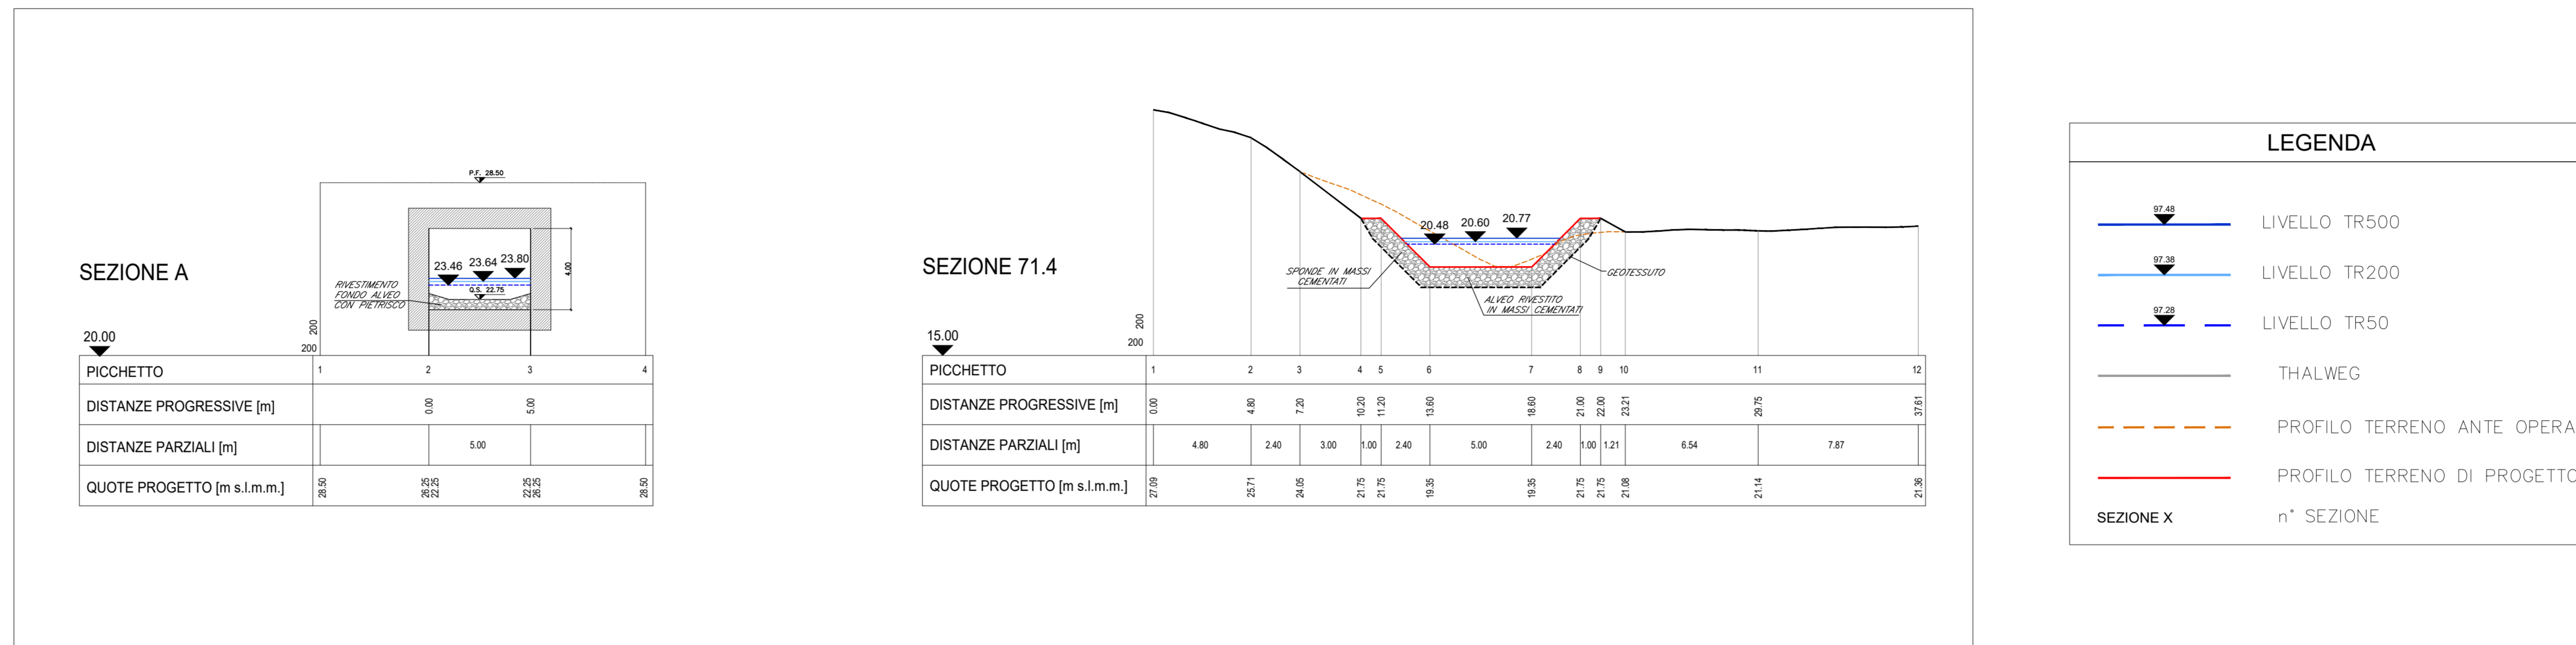 SEZIONE A
P.F. 28.50
23.46 23.64 23.80
Q.S. 22.75
4.00
RIVESTIMENTO
FONDO ALVEO
CON PIETRISCO
20.00
200
200
PICCHETTO 1 2 3 4
DISTANZE PROGRESSIVE [m] 0.00 5.00
DISTANZE PARZIALI [m] 5.00
QUOTE PROGETTO [m s.l.m.m.] 28.50 26.25 22.25 22.25 26.25 28.50
SEZIONE 71.4
20.48 20.60 20.77
SPONDE IN MASSI
CEMENTATI
GEOTESSUTO
ALVEO RIVESTITO
IN MASSI CEMENTATI
15.00
200
200
PICCHETTO 1 2 3 4 5 6 7 8 9 10 11 12
DISTANZE PROGRESSIVE [m] 0.00 4.80 7.20 10.20 11.20 13.60 18.60 21.00 22.00 23.21 29.75 37.61
DISTANZE PARZIALI [m] 4.80 2.40 3.00 1.00 2.40 5.00 2.40 1.00 1.21 6.54 7.87
QUOTE PROGETTO [m s.l.m.m.] 27.09 25.71 24.05 21.75 21.75 19.35 19.35 21.75 21.75 21.08 21.14 21.36
LEGENDA
97.48 LIVELLO TR500
97.38 LIVELLO TR200
97.28 LIVELLO TR50
THALWEG
PROFILO TERRENO ANTE OPERA
PROFILO TERRENO DI PROGETTO
SEZIONE X n° SEZIONE